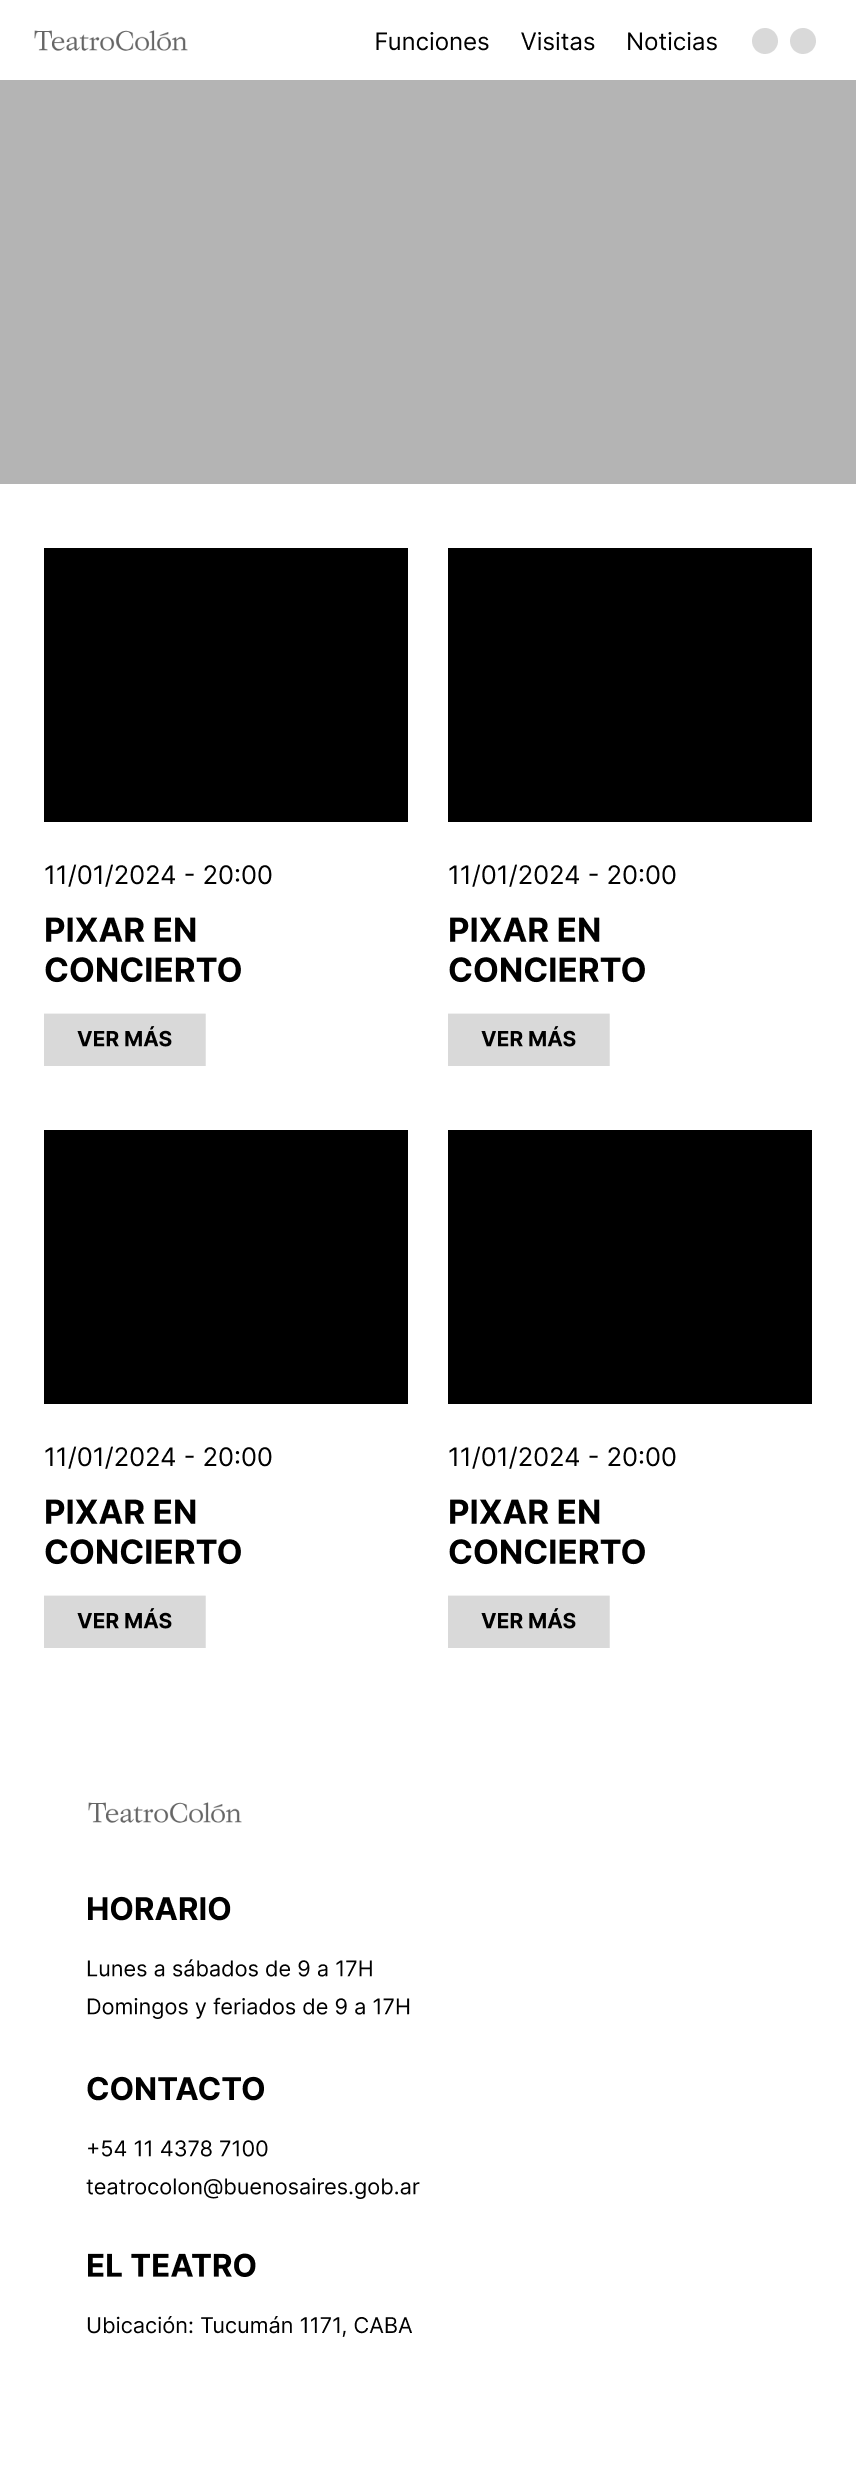 TeatroColón
Funciones Visitas Noticias
11/01/2024 - 20:00
PIXAR EN
CONCIERTO
VER MÁS
11/01/2024 - 20:00
PIXAR EN
CONCIERTO
VER MÁS
11/01/2024 - 20:00
PIXAR EN
CONCIERTO
VER MÁS
11/01/2024 - 20:00
PIXAR EN
CONCIERTO
VER MÁS
TeatroColón
HORARIO
Lunes a sábados de 9 a 17H
Domingos y feriados de 9 a 17H
CONTACTO
+54 11 4378 7100
teatrocolon@buenosaires.gob.ar
EL TEATRO
Ubicación: Tucumán 1171, CABA